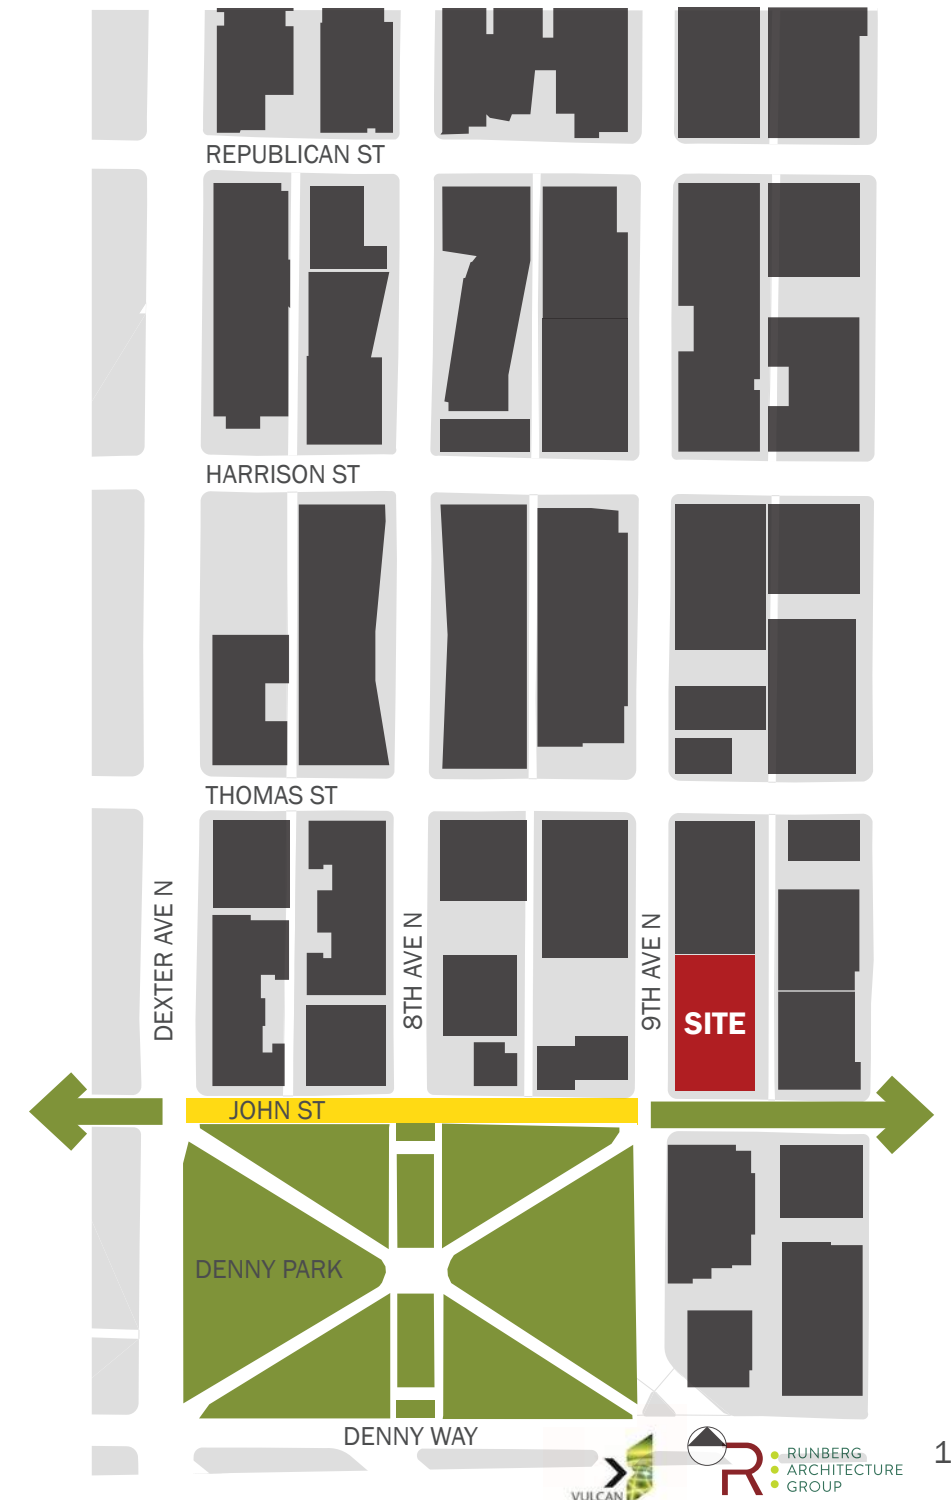 REPUBLICAN ST
HARRISON ST
THOMAS ST
DEXTER AVE N
8TH AVE N
9TH AVE N
SITE
JOHN ST
DENNY PARK
DENNY WAY
VULCAN
RUNBERG
ARCHITECTURE
GROUP
1